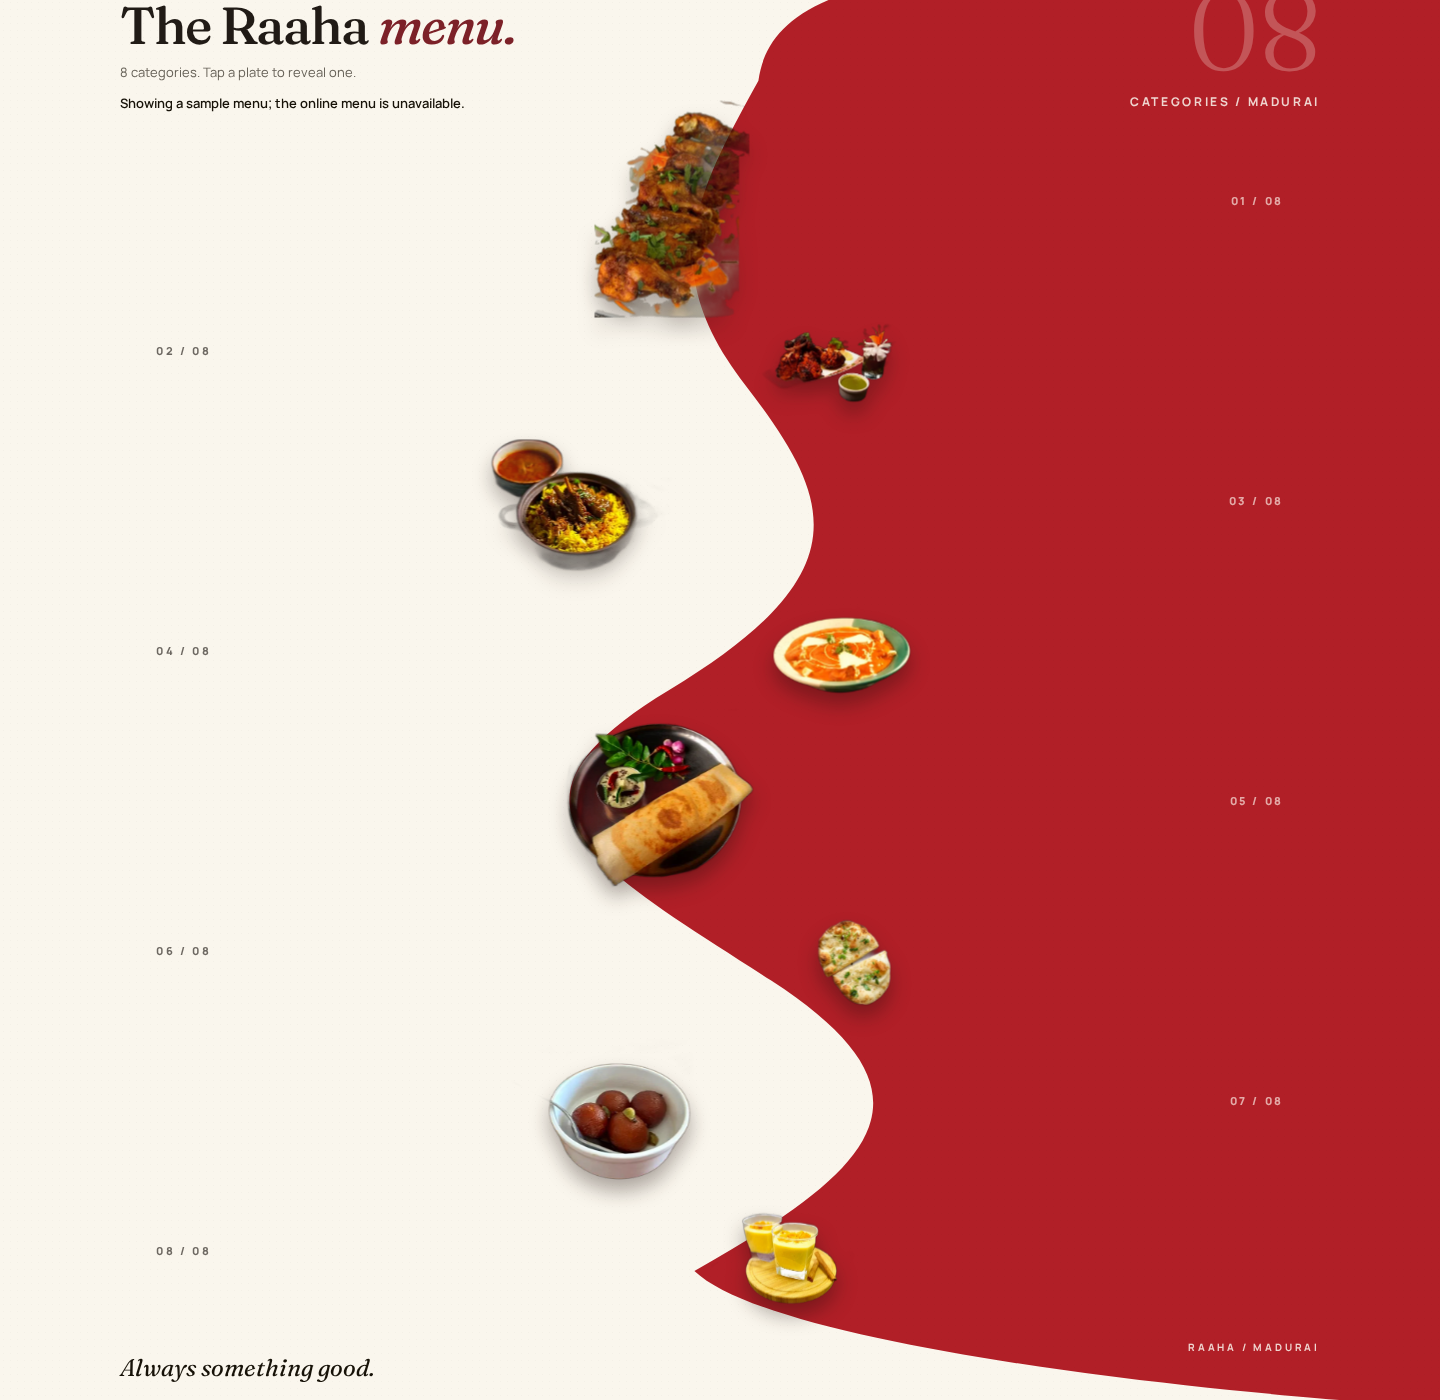 The Raaha menu.
08
8 categories. Tap a plate to reveal one.
Showing a sample menu; the online menu is unavailable.
CATEGORIES / MADURAI
01 / 08
02 / 08
03 / 08
04 / 08
05 / 08
06 / 08
07 / 08
08 / 08
RAAHA / MADURAI
Always something good.